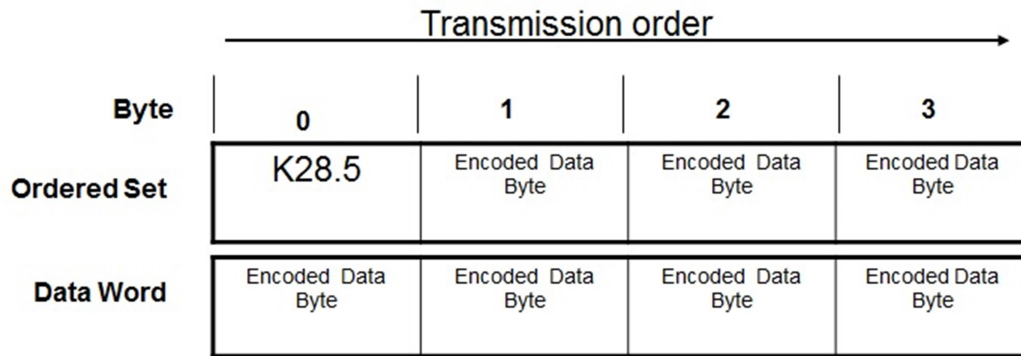 Transmission order
Byte 0 1 2 3
Ordered Set K28.5 Encoded Data Byte Encoded Data Byte Encoded Data Byte
Data Word Encoded Data Byte Encoded Data Byte Encoded Data Byte Encoded Data Byte